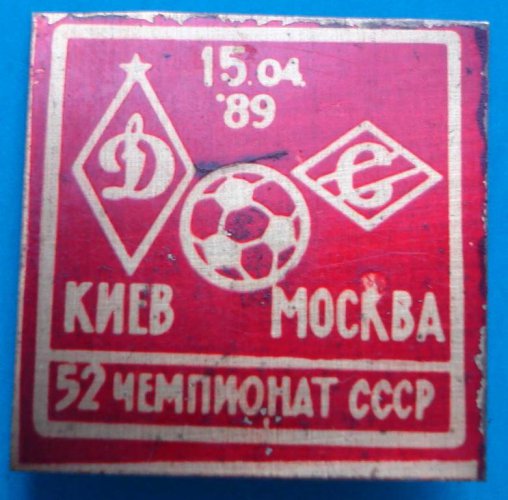 15.04.
'89
Д
С
КИЕВ МОСКВА
52 ЧЕМПИОНАТ СССР